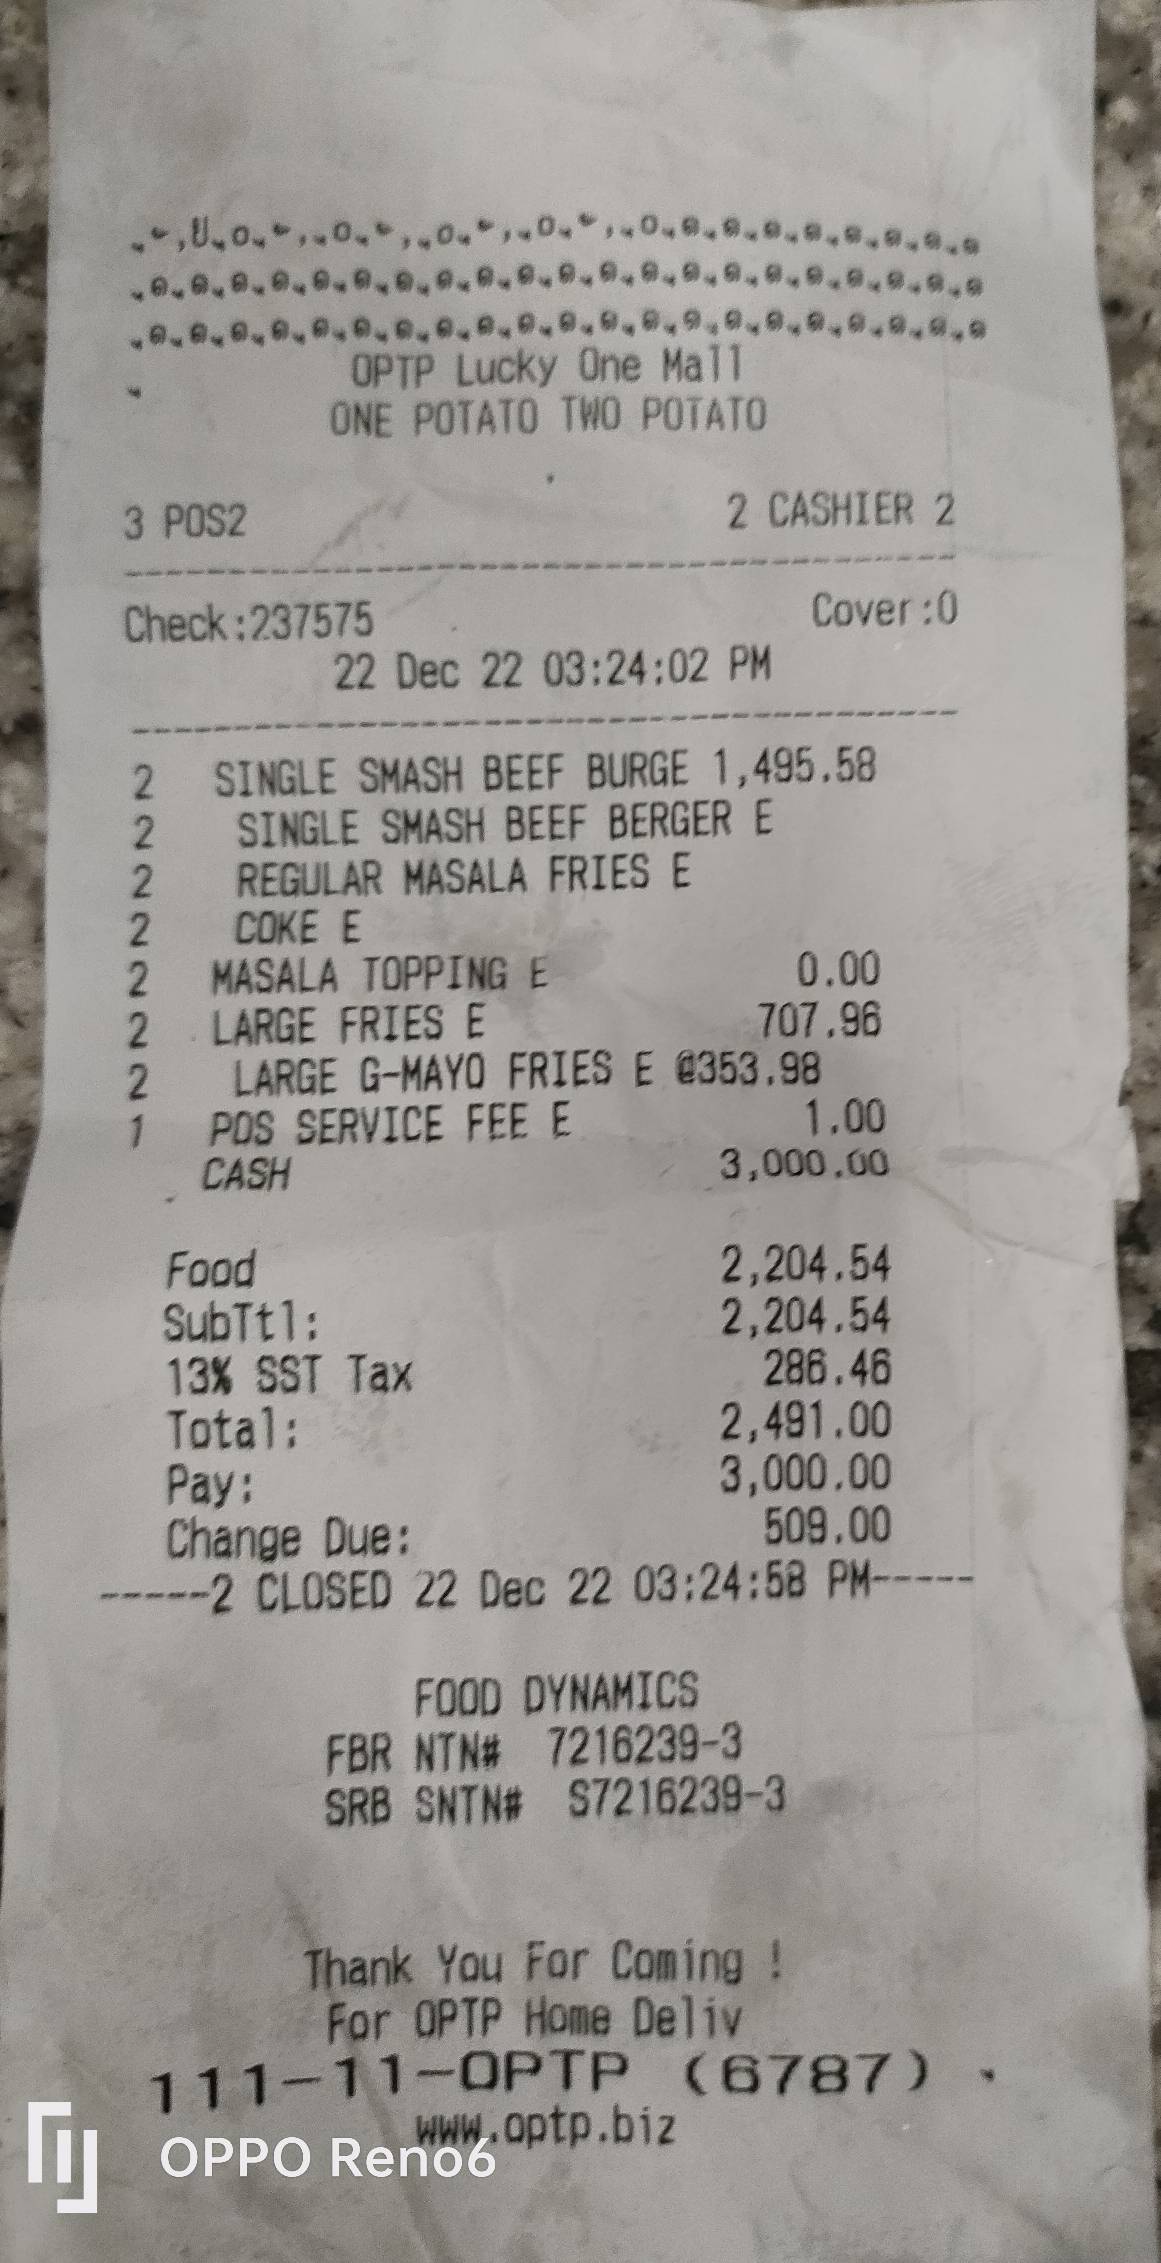 OPTP Lucky One Mall
ONE POTATO TWO POTATO
3 POS2 2 CASHIER 2
Check:237575 Cover:0
22 Dec 22 03:24:02 PM
2 SINGLE SMASH BEEF BURGE 1,495.58
2 SINGLE SMASH BEEF BERGER E
2 REGULAR MASALA FRIES E
2 COKE E
2 MASALA TOPPING E 0.00
2 LARGE FRIES E 707.96
2 LARGE G-MAYO FRIES E @353.98
1 POS SERVICE FEE E 1.00
CASH 3,000.00
Food 2,204.54
SubTtl: 2,204.54
13% SST Tax 286.46
Total: 2,491.00
Pay: 3,000.00
Change Due: 509.00
-----2 CLOSED 22 Dec 22 03:24:58 PM-----
FOOD DYNAMICS
FBR NTN# 7216239-3
SRB SNTN# S7216239-3
Thank You For Coming !
For OPTP Home Deliv
111-11-OPTP (6787) .
www.optp.biz
OPPO Reno6